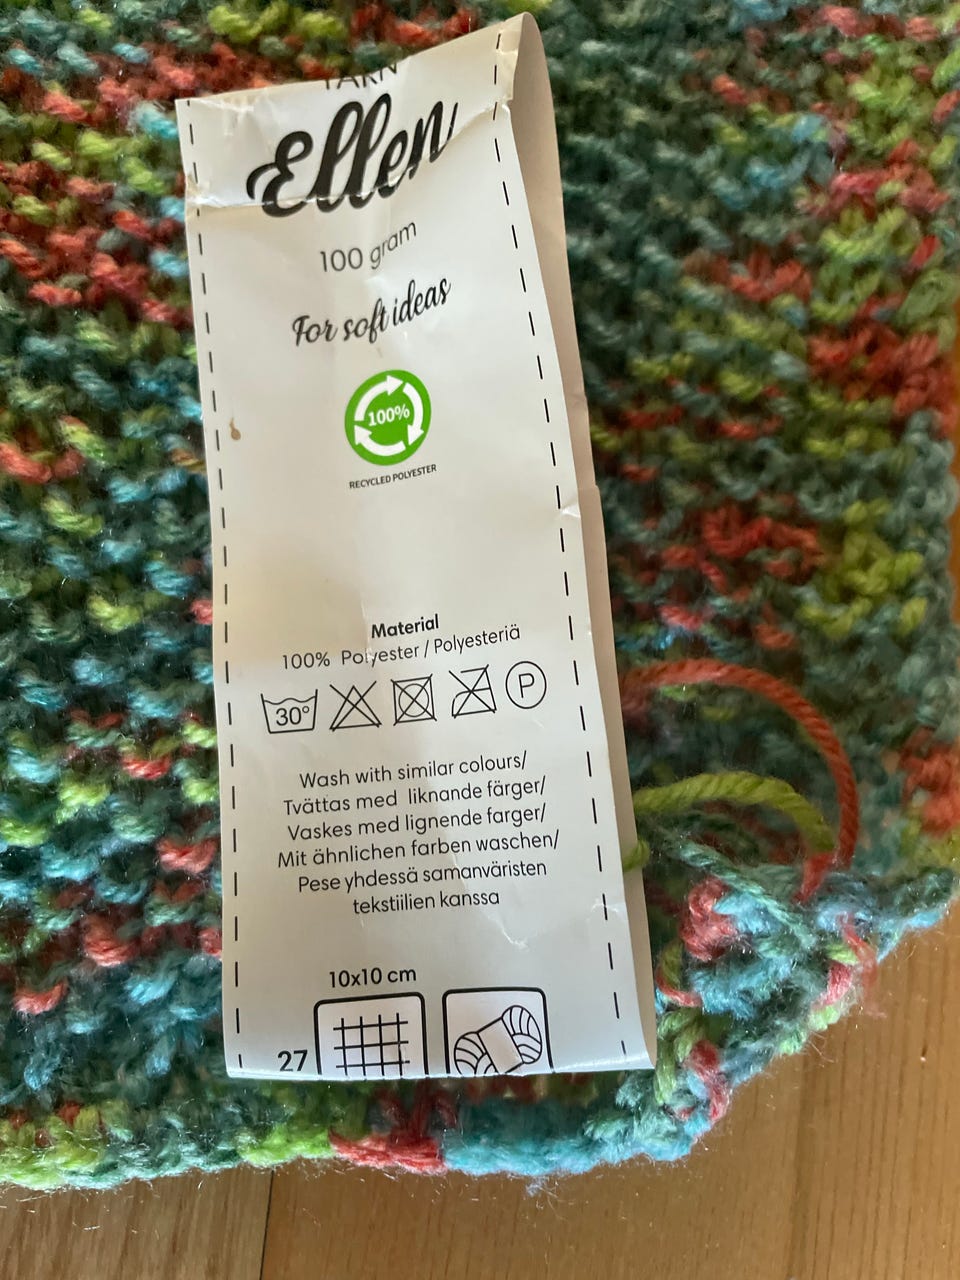 YARN
Ellen
100 gram
For soft ideas
100%
RECYCLED POLYESTER
Material
100% Polyester / Polyesteriä
30°
P
Wash with similar colours/
Tvättas med liknande färger/
Vaskes med lignende farger/
Mit ähnlichen farben waschen/
Pese yhdessä samanväristen
tekstiilien kanssa
10x10 cm
27